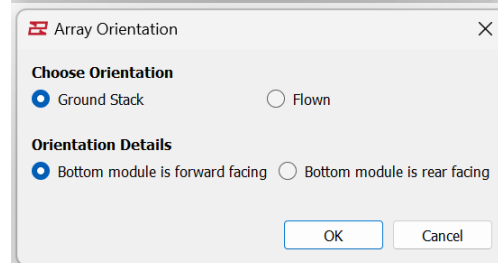 Array Orientation
Choose Orientation
Ground Stack Flown
Orientation Details
Bottom module is forward facing Bottom module is rear facing
OK Cancel